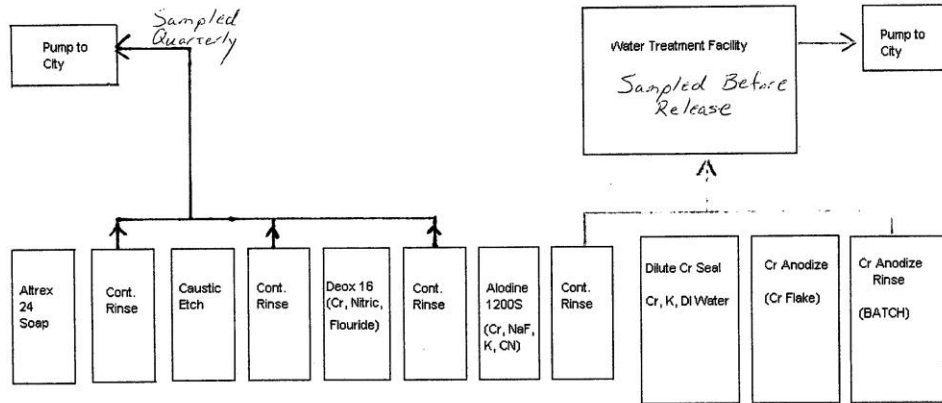 Sampled
Quarterly
Pump to
City
Water Treatment Facility
Sampled Before
Release
Pump to
City
Altrex
24
Soap
Cont.
Rinse
Caustic
Etch
Cont.
Rinse
Deox 16
(Cr, Nitric,
Flouride)
Cont.
Rinse
Alodine
1200S
(Cr, NaF,
K, CN)
Cont.
Rinse
Dilute Cr Seal
Cr, K, DI Water
Cr Anodize
(Cr Flake)
Cr Anodize
Rinse
(BATCH)